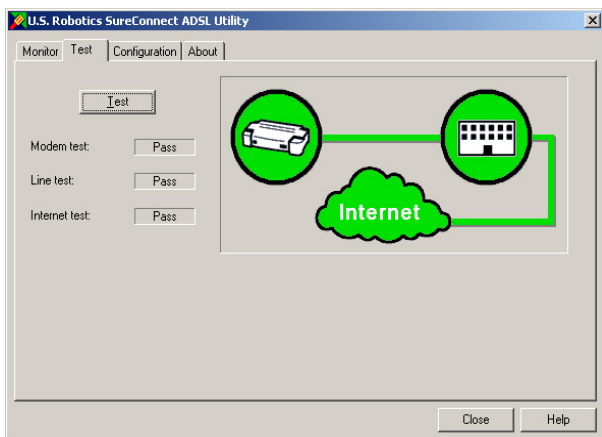 U.S. Robotics SureConnect ADSL Utility
Monitor Test Configuration About
Test
Modem test: Pass
Line test: Pass
Internet test: Pass
Internet
Close Help